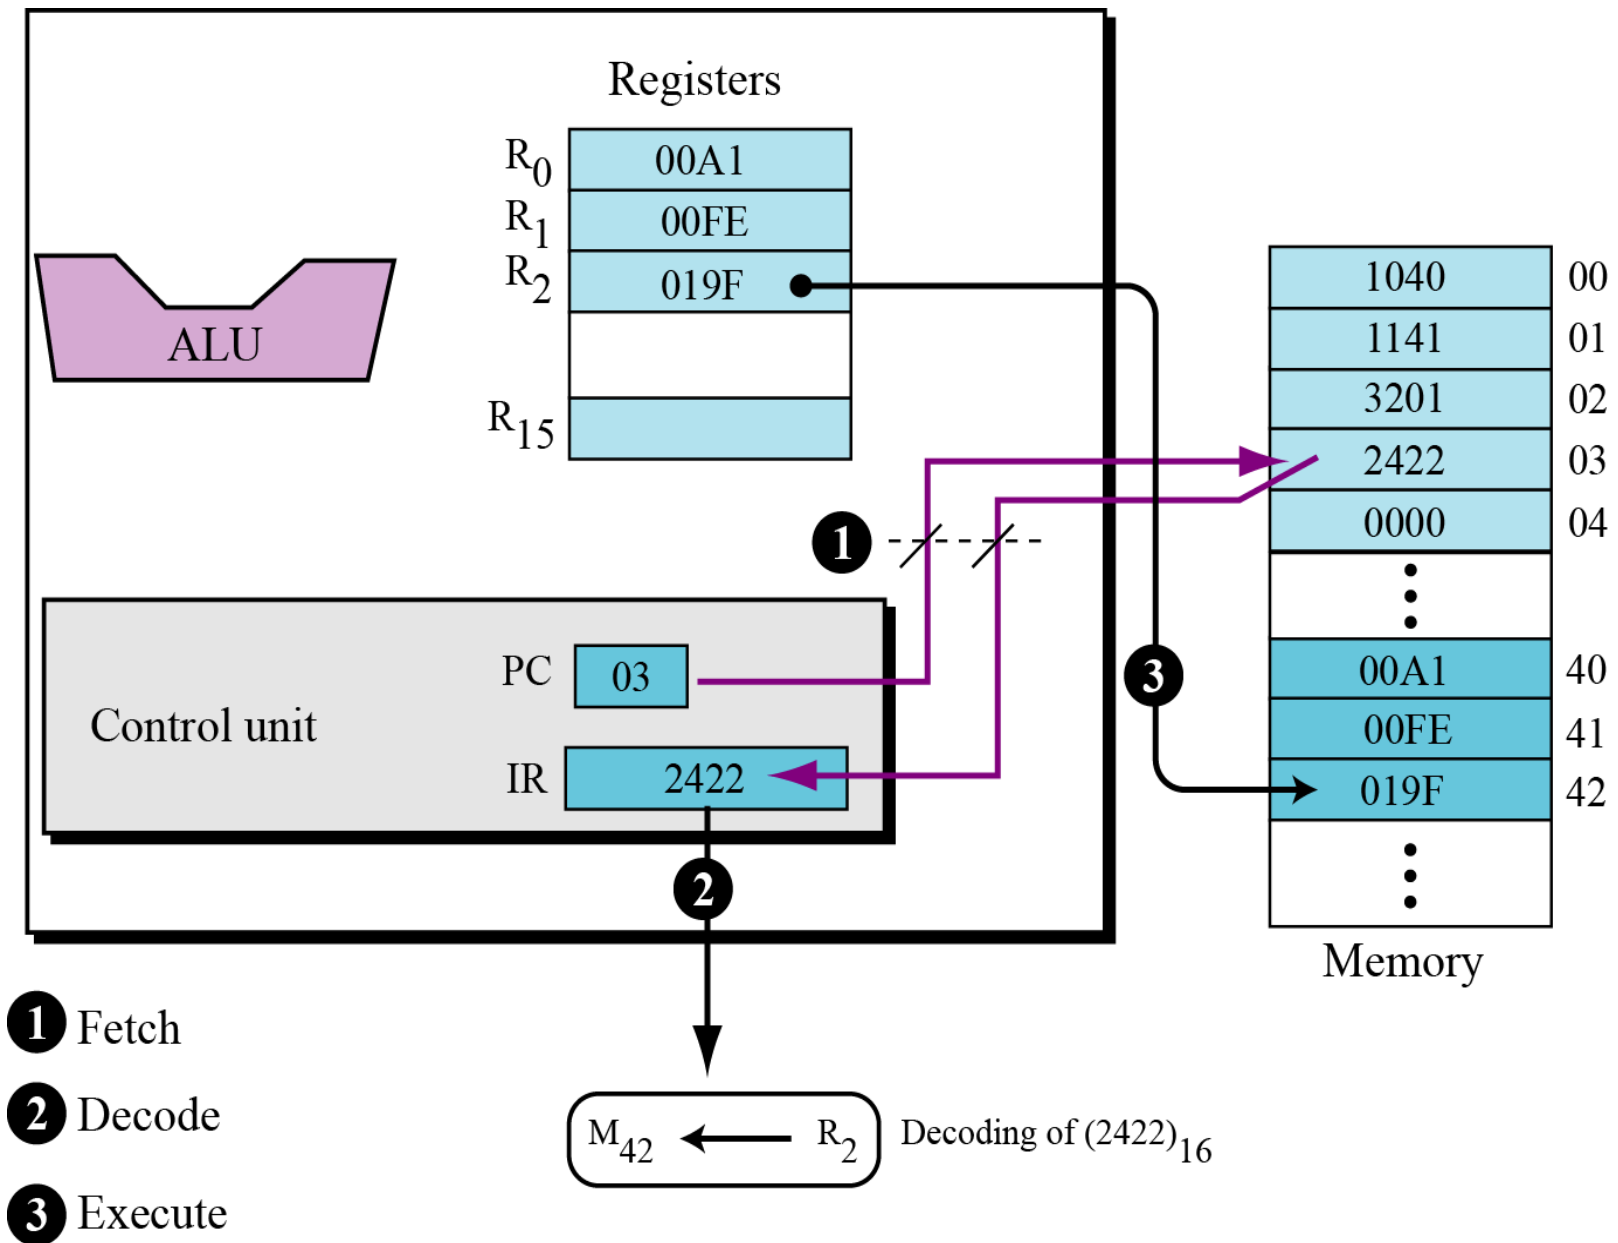 Registers
R0 00A1
R1 00FE
R2 019F
R15
ALU
1040 00
1141 01
3201 02
2422 03
0000 04
00A1 40
00FE 41
019F 42
Memory
1
3
Control unit
PC 03
IR 2422
2
1 Fetch
2 Decode
3 Execute
M42 R2 Decoding of (2422)16